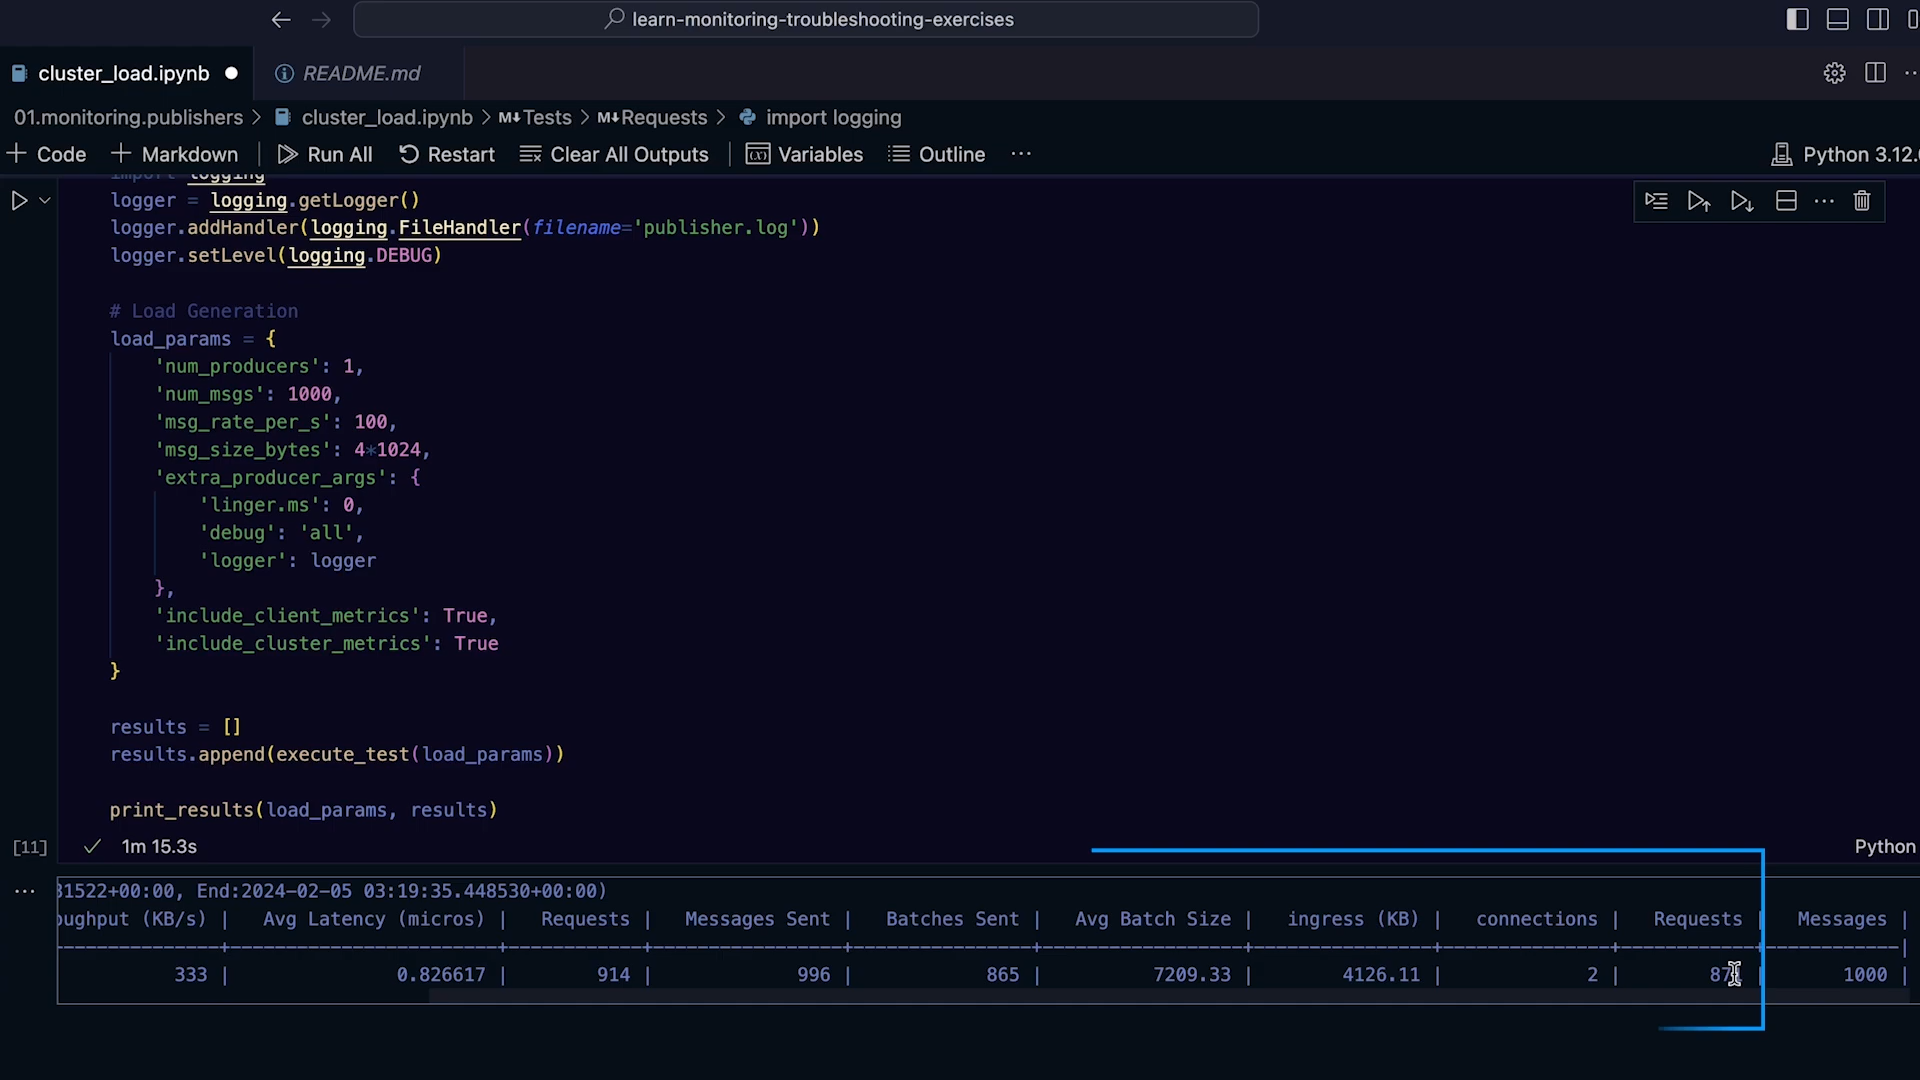 learn-monitoring-troubleshooting-exercises
cluster_load.ipynb
README.md
01.monitoring.publishers > cluster_load.ipynb > M↓Tests > M↓Requests > import logging
+ Code + Markdown Run All Restart Clear All Outputs Variables Outline ··· Python 3.12.
import logging
logger = logging.getLogger()
logger.addHandler(logging.FileHandler(filename='publisher.log'))
logger.setLevel(logging.DEBUG)
# Load Generation
load_params = {
'num_producers': 1,
'num_msgs': 1000,
'msg_rate_per_s': 100,
'msg_size_bytes': 4*1024,
'extra_producer_args': {
'linger.ms': 0,
'debug': 'all',
'logger': logger
},
'include_client_metrics': True,
'include_cluster_metrics': True
}
results = []
results.append(execute_test(load_params))
print_results(load_params, results)
[11] 1m 15.3s Python
31522+00:00, End:2024-02-05 03:19:35.448530+00:00)
oughput (KB/s) | Avg Latency (micros) | Requests | Messages Sent | Batches Sent | Avg Batch Size | ingress (KB) | connections | Requests | Messages |
333 | 0.826617 | 914 | 996 | 865 | 7209.33 | 4126.11 | 2 | | 1000 |